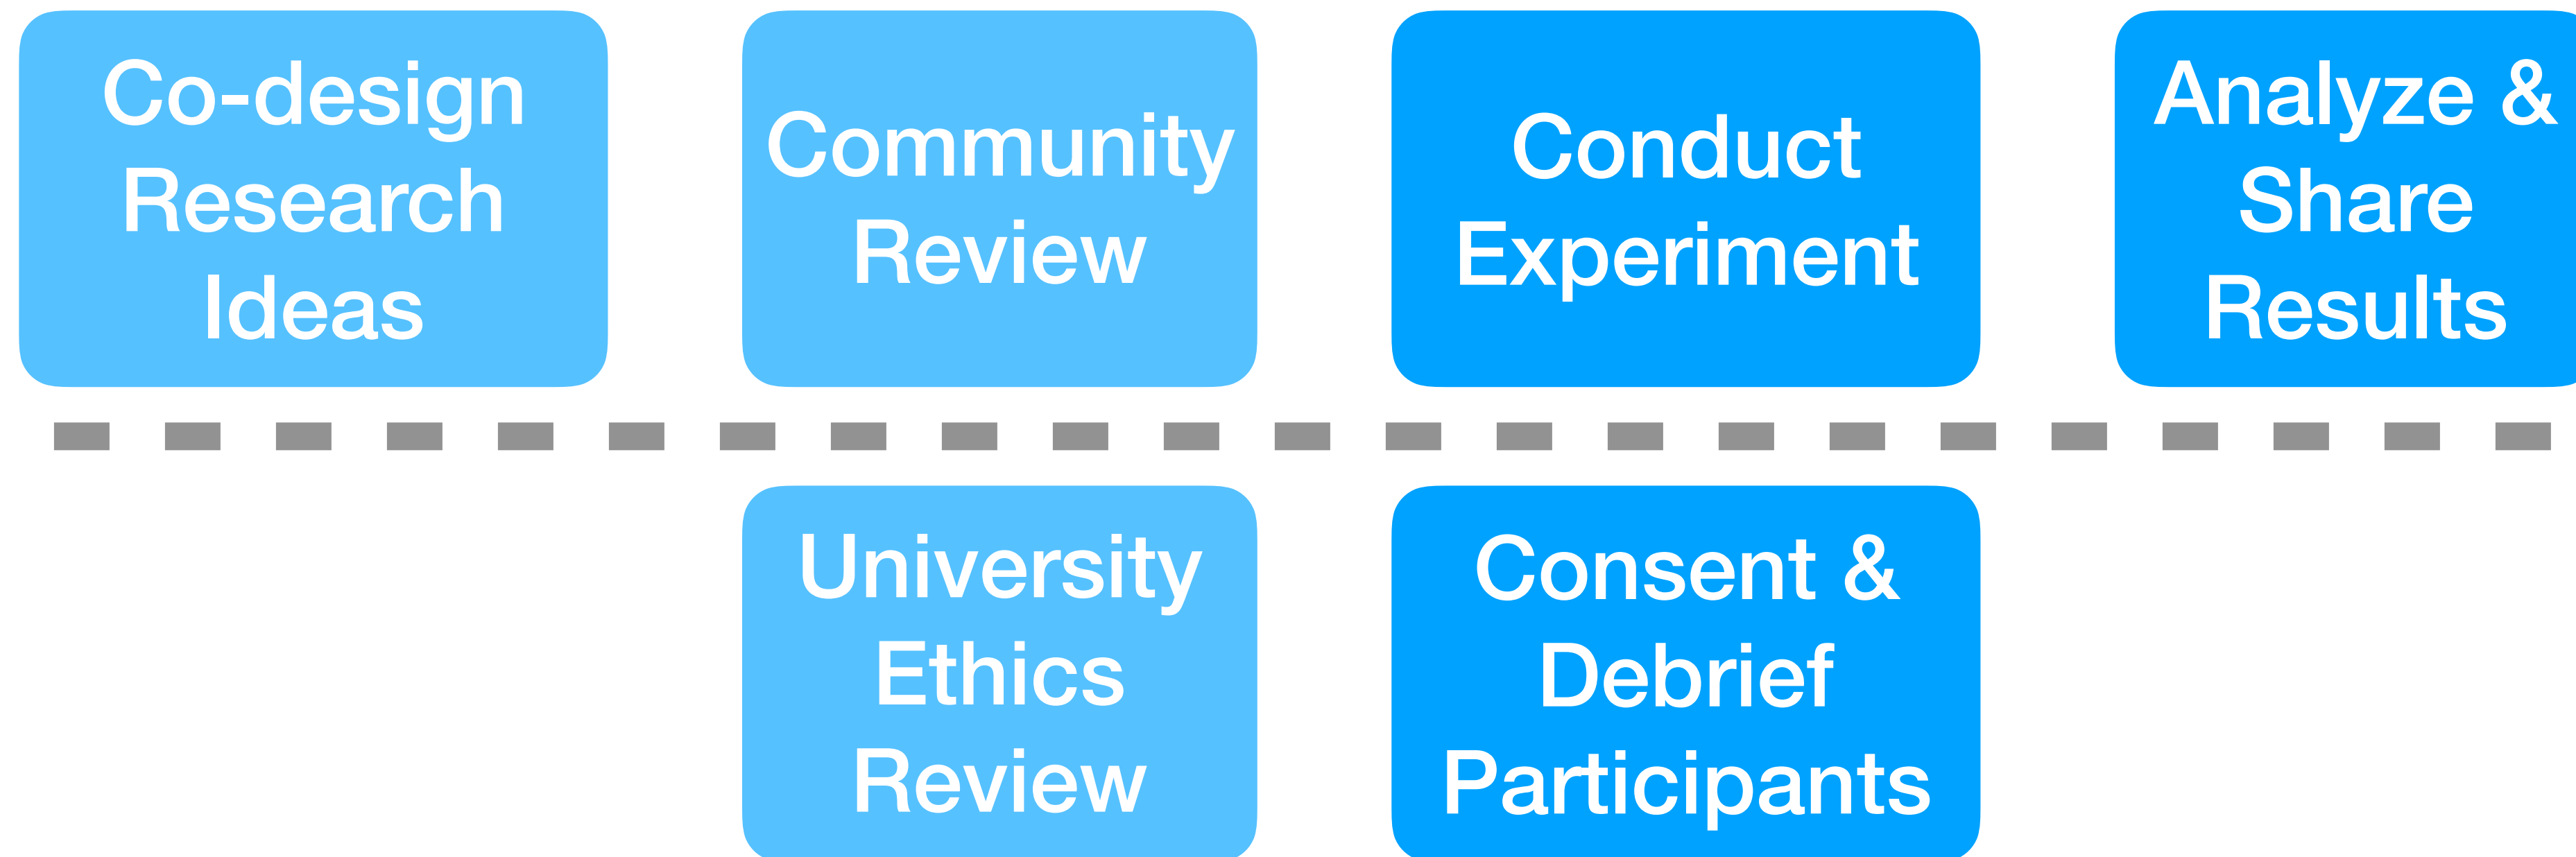 Co-design
Research
Ideas
Community
Review
Conduct
Experiment
Analyze &
Share
Results
University
Ethics
Review
Consent &
Debrief
Participants